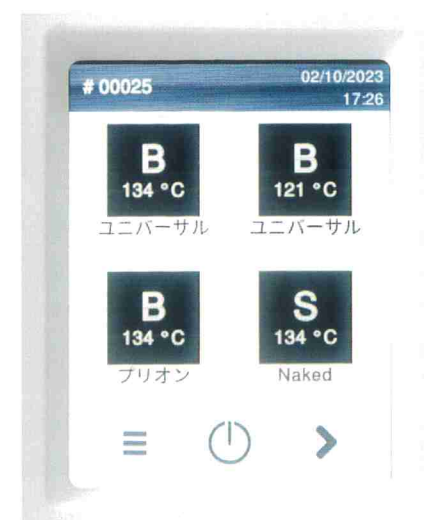 # 00025
02/10/2023
17:26
B
134 °C
ユニバーサル
B
121 °C
ユニバーサル
B
134 °C
プリオン
S
134 °C
Naked